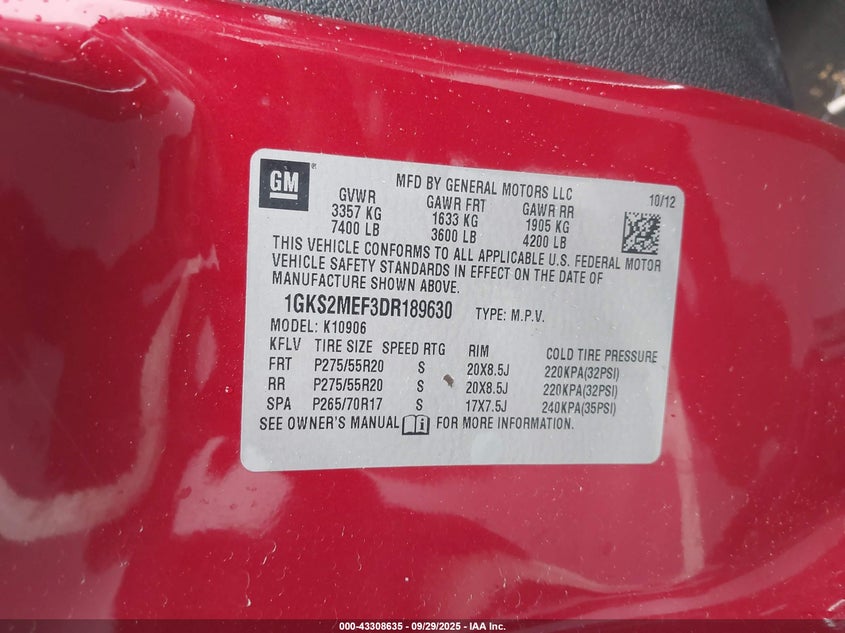 GM
MFD BY GENERAL MOTORS LLC
10/12
GVWR GAWR FRT GAWR RR
3357 KG 1633 KG 1905 KG
7400 LB 3600 LB 4200 LB
THIS VEHICLE CONFORMS TO ALL APPLICABLE U.S. FEDERAL MOTOR
VEHICLE SAFETY STANDARDS IN EFFECT ON THE DATE OF
MANUFACTURE SHOWN ABOVE.
1GKS2MEF3DR189630 TYPE: M.P.V.
MODEL: K10906
KFLV TIRE SIZE SPEED RTG RIM COLD TIRE PRESSURE
FRT P275/55R20 S 20X8.5J 220KPA(32PSI)
RR P275/55R20 S 20X8.5J 220KPA(32PSI)
SPA P265/70R17 S 17X7.5J 240KPA(35PSI)
SEE OWNER'S MANUAL FOR MORE INFORMATION.
000-43308635 - 09/29/2025 - IAA Inc.